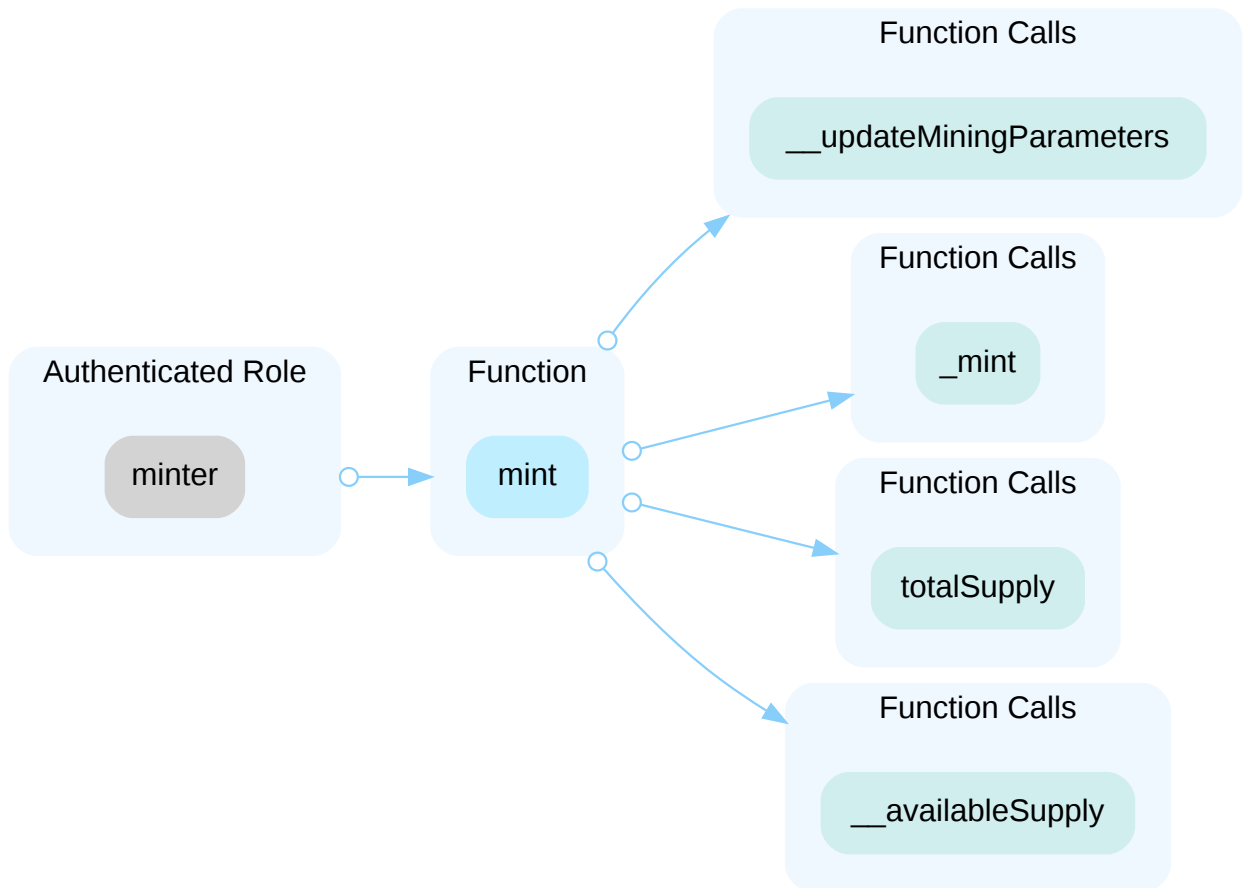 Authenticated Role
minter
Function
mint
Function Calls
__updateMiningParameters
Function Calls
_mint
Function Calls
totalSupply
Function Calls
__availableSupply